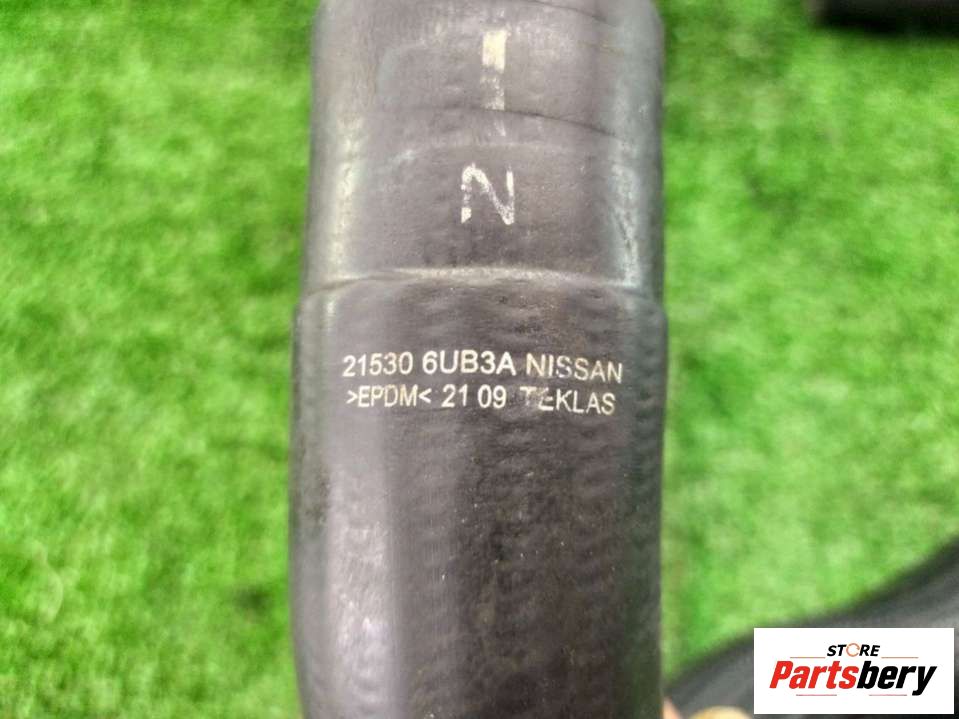 N
21530 6UB3A NISSAN
>EPDM< 21 09 TEKLAS
STORE
Partsbery